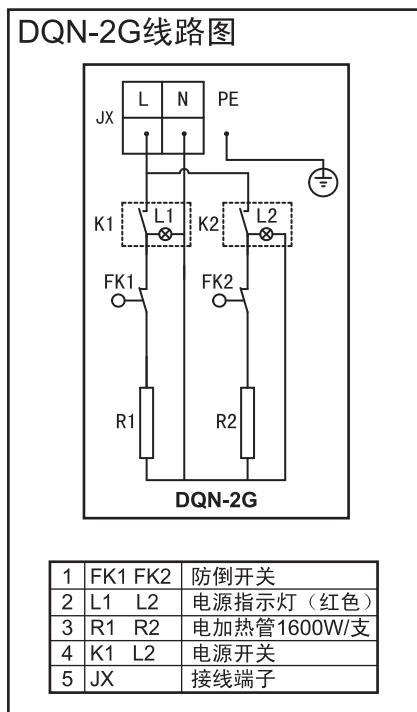 DQN-2G线路图
L N PE
JX
K1 L1 K2 L2
FK1 FK2
R1 R2
DQN-2G
1 FK1 FK2 防倒开关
2 L1 L2 电源指示灯（红色）
3 R1 R2 电加热管1600W/支
4 K1 L2 电源开关
5 JX 接线端子